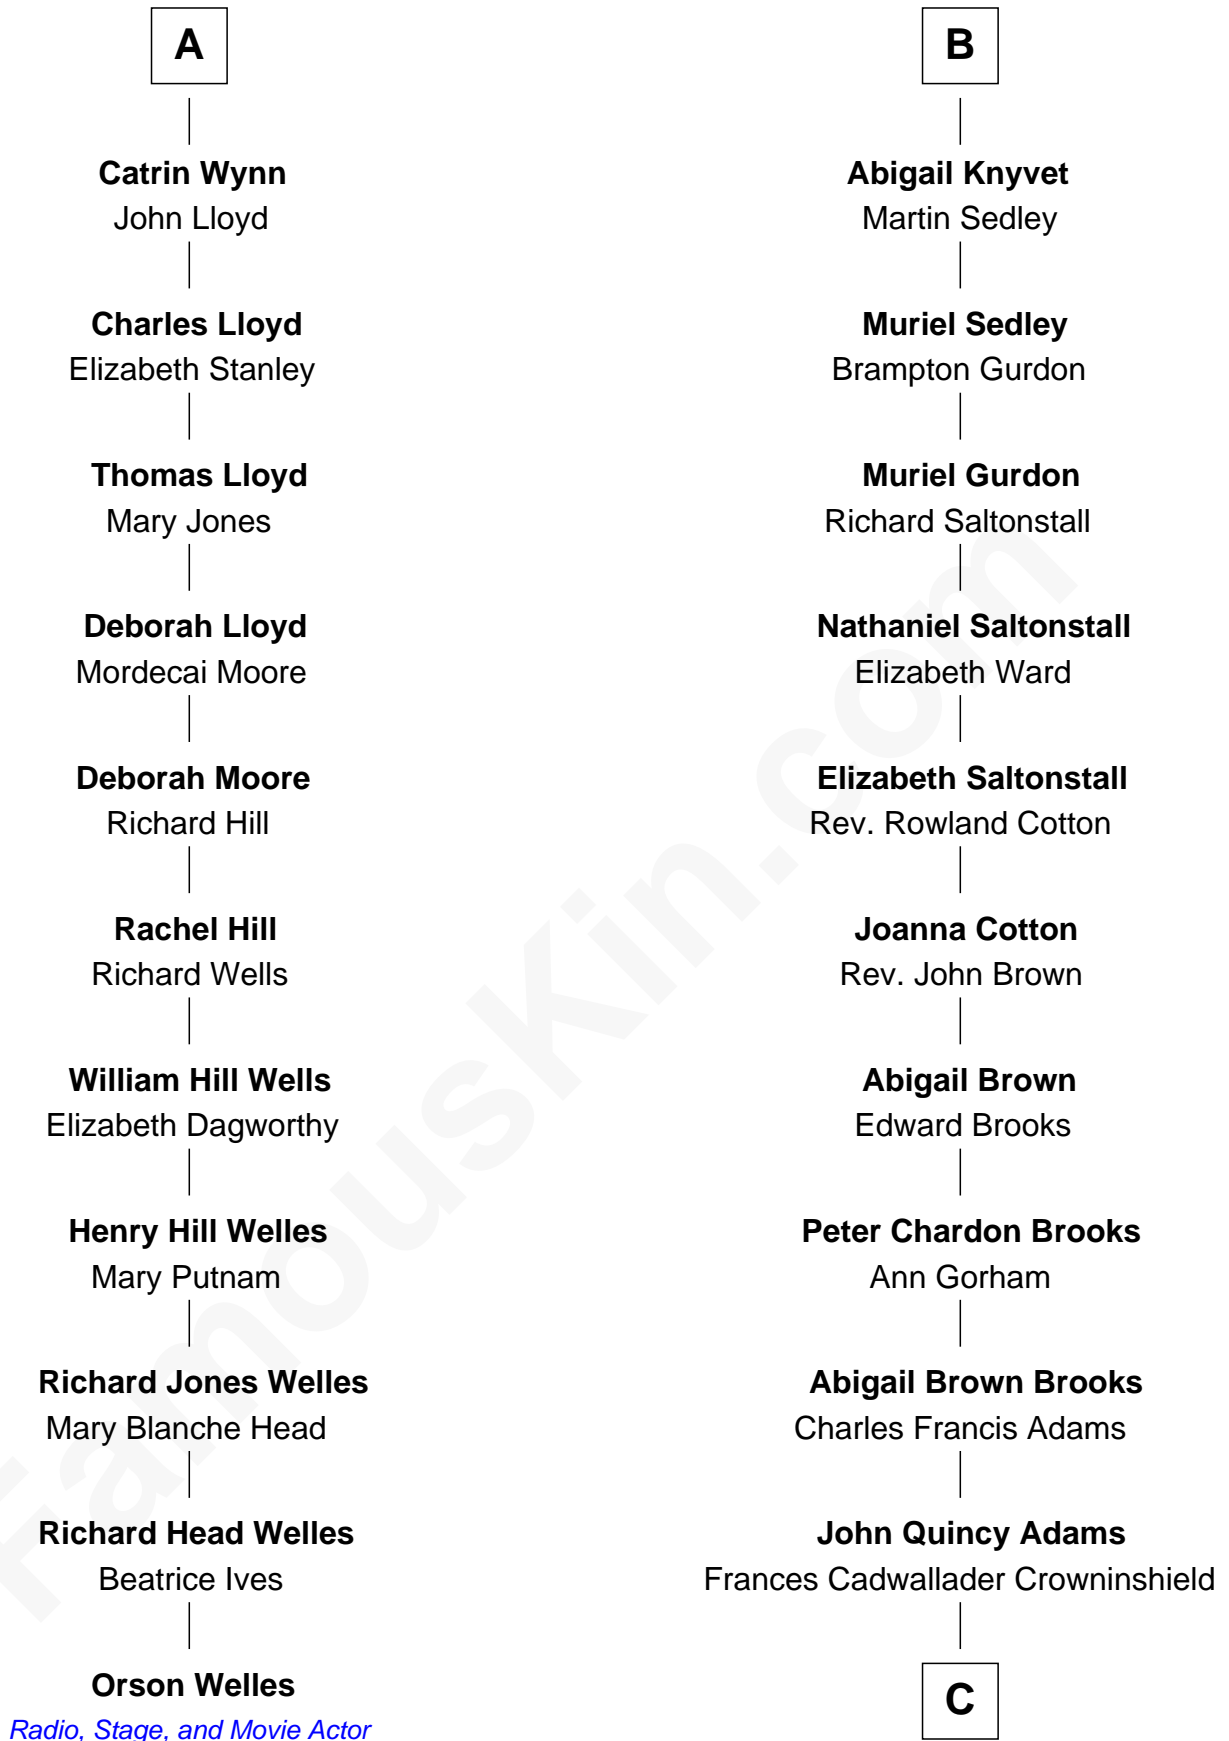 A
Catrin Wynn
John Lloyd
Charles Lloyd
Elizabeth Stanley
Thomas Lloyd
Mary Jones
Deborah Lloyd
Mordecai Moore
Deborah Moore
Richard Hill
Rachel Hill
Richard Wells
William Hill Wells
Elizabeth Dagworthy
Henry Hill Welles
Mary Putnam
Richard Jones Welles
Mary Blanche Head
Richard Head Welles
Beatrice Ives
Orson Welles
Radio, Stage, and Movie Actor
B
Abigail Knyvet
Martin Sedley
Muriel Sedley
Brampton Gurdon
Muriel Gurdon
Richard Saltonstall
Nathaniel Saltonstall
Elizabeth Ward
Elizabeth Saltonstall
Rev. Rowland Cotton
Joanna Cotton
Rev. John Brown
Abigail Brown
Edward Brooks
Peter Chardon Brooks
Ann Gorham
Abigail Brown Brooks
Charles Francis Adams
John Quincy Adams
Frances Cadwallader Crowninshield
C
FamousKin.com